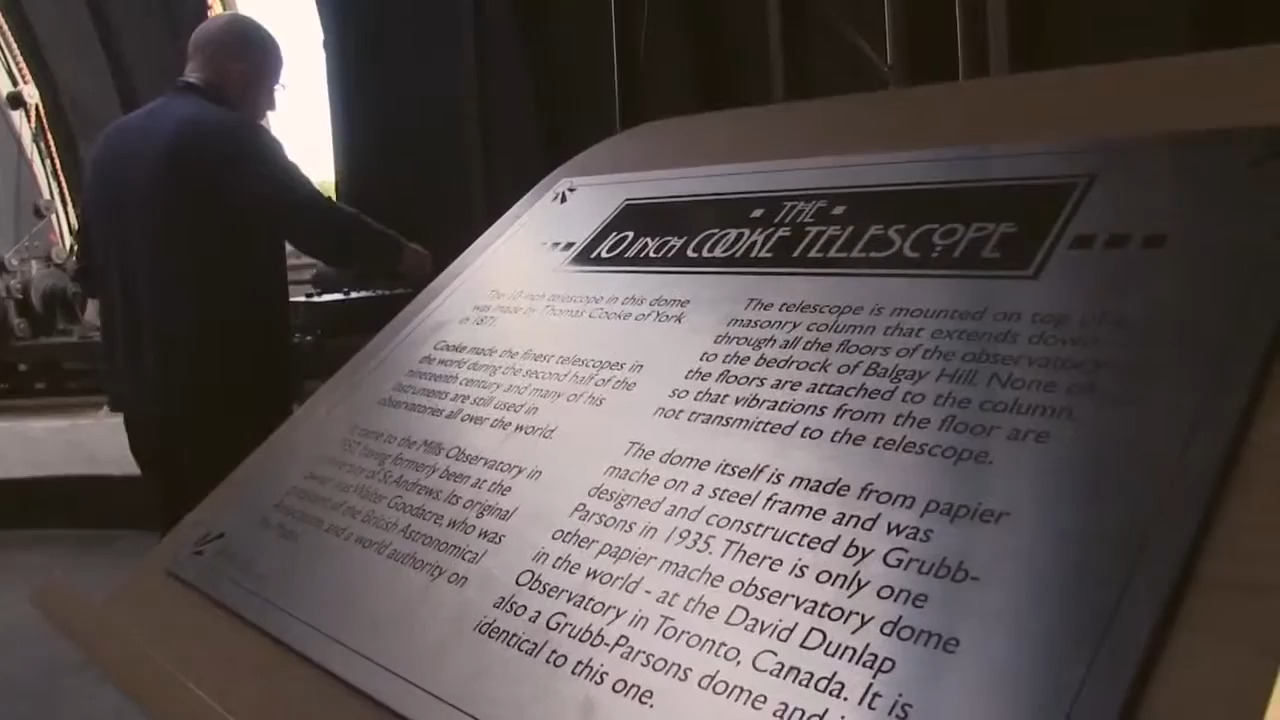 THE
10 INCH COOKE TELESCOPE
The 10 inch telescope in this dome
was made by Thomas Cooke of York
in 1871.
Cooke made the finest telescopes in
the world during the second half of the
nineteenth century and many of his
instruments are still used in
observatories all over the world.
It came to the Mills Observatory in
having formerly been at the
University of St. Andrews. Its original
owner was Walter Goodacre, who was
president of the British Astronomical
Association and a world authority on
The telescope is mounted on top of a
masonry column that extends down
through all the floors of the observatory
to the bedrock of Balgay Hill. None of
the floors are attached to the column,
so that vibrations from the floor are
not transmitted to the telescope.
The dome itself is made from papier
mache on a steel frame and was
designed and constructed by Grubb-
Parsons in 1935. There is only one
other papier mache observatory dome
in the world - at the David Dunlap
Observatory in Toronto, Canada. It is
also a Grubb-Parsons dome and
identical to this one.